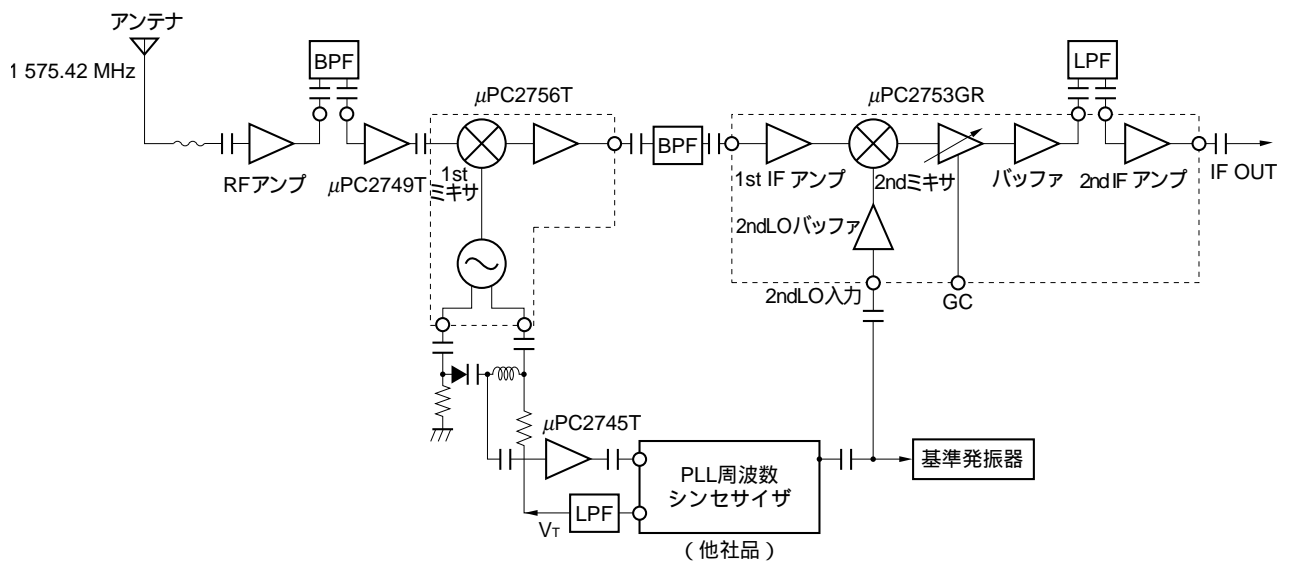 アンテナ
1 575.42 MHz
BPF
RFアンプ
μPC2749T
μPC2756T
1st
ミキサ
BPF
μPC2753GR
1st IF アンプ
2ndミキサ
バッファ
LPF
2nd IF アンプ
IF OUT
2ndLOバッファ
2ndLO入力
GC
μPC2745T
PLL周波数
シンセサイザ
基準発振器
LPF
VT
(他社品)